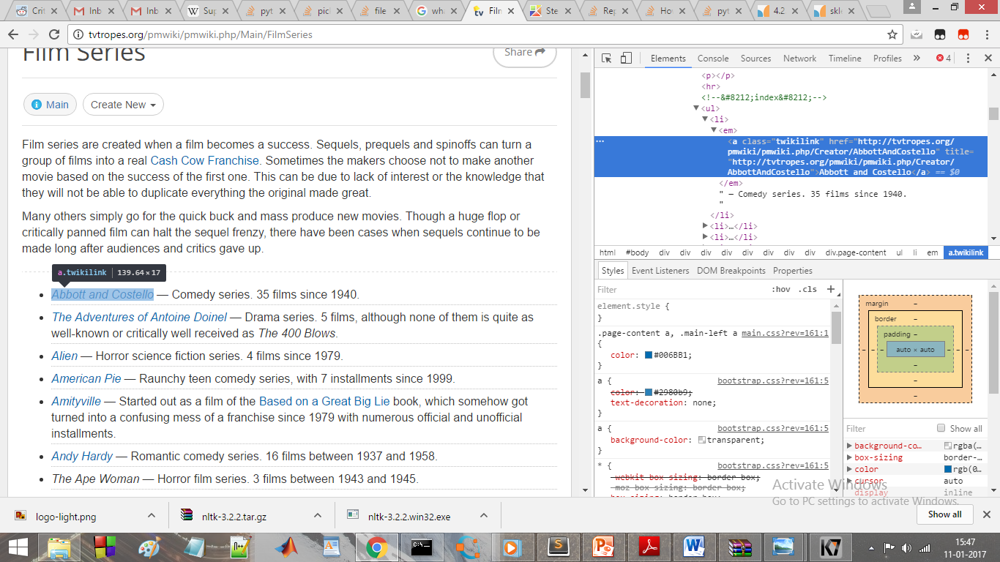 Crit
Inb
Inb
Sup
pyt
picl
file
whe
Film
Ste
Rep
Hov
pyt
4.2
skle
tvtropes.org/pmwiki/pmwiki.php/Main/FilmSeries
Film Series
Share
Main
Create New
Film series are created when a film becomes a success. Sequels, prequels and spinoffs can turn a
group of films into a real Cash Cow Franchise. Sometimes the makers choose not to make another
movie based on the success of the first one. This can be due to lack of interest or the knowledge that
they will not be able to duplicate everything the original made great.
Many others simply go for the quick buck and mass produce new movies. Though a huge flop or
critically panned film can halt the sequel frenzy, there have been cases when sequels continue to be
made long after audiences and critics gave up.
a.twikilink 139.64 × 17
Abbott and Costello — Comedy series. 35 films since 1940.
The Adventures of Antoine Doinel — Drama series. 5 films, although none of them is quite as
well-known or critically well received as The 400 Blows.
Alien — Horror science fiction series. 4 films since 1979.
American Pie — Raunchy teen comedy series, with 7 installments since 1999.
Amityville — Started out as a film of the Based on a Great Big Lie book, which somehow got
turned into a confusing mess of a franchise since 1979 with numerous official and unofficial
installments.
Andy Hardy — Romantic comedy series. 16 films between 1937 and 1958.
The Ape Woman — Horror film series. 3 films between 1943 and 1945.
Elements Console Sources Network Timeline Profiles » 4
<p></p>
<hr>
<!--&#8212;index&#8212;-->
<ul>
<li>
<em>
<a class="twikilink" href="http://tvtropes.org/
pmwiki/pmwiki.php/Creator/AbbottAndCostello" title=
"http://tvtropes.org/pmwiki/pmwiki.php/Creator/
AbbottAndCostello">Abbott and Costello</a> == $0
</em>
" — Comedy series. 35 films since 1940.
"
</li>
<li>…</li>
<li>…</li>
html #body div div div div div div div.page-content ul li em a.twikilink
Styles Event Listeners DOM Breakpoints Properties
Filter :hov .cls +
element.style {
}
.page-content a, .main-left a main.css?rev=161:1
{
color: #006BB1;
}
a { bootstrap.css?rev=161:5
color: #2980b9;
text-decoration: none;
}
a { bootstrap.css?rev=161:5
background-color: transparent;
}
* { bootstrap.css?rev=161:5
-webkit-box-sizing: border-box;
-moz-box-sizing: border-box;
box-sizing: border-box;
margin –
border –
padding –
– – – auto × auto – – –
–
–
–
Filter Show all
background-co… rgba(…
box-sizing border-…
color rgb(0…
cursor auto
display inline
Activate Windows
Go to PC settings to activate Windows.
logo-light.png
nltk-3.2.2.tar.gz
nltk-3.2.2.win32.exe
Show all
15:47
11-01-2017